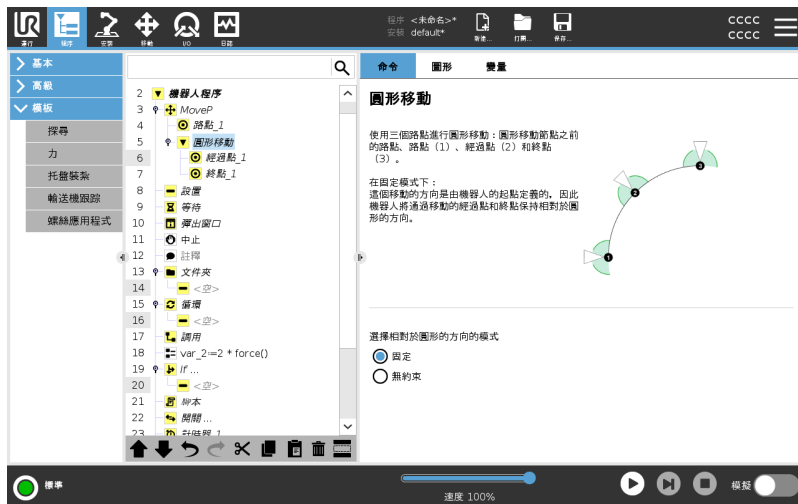 UR
運行
程序
安裝
移動
I/O
日誌
程序 <未命名>*
安裝 default*
新建...
打開...
保存...
cccc
cccc
基本
高級
模板
探尋
力
托盤裝紮
輸送機跟踪
螺絲應用程式
2 機器人程序
3 MoveP
4 路點_1
5 圓形移動
6 經過點_1
7 終點_1
8 設置
9 等待
10 彈出窗口
11 中止
12 註釋
13 文件夾
14 <空>
15 循環
16 <空>
17 調用
18 var_2≔2 * force()
19 If ...
20 <空>
21 腳本
22 開關 ...
23 計時器_1
命令 圖形 變量
圓形移動
使用三個路點進行圓形移動：圓形移動節點之前
的路點、路點（1）、經過點（2）和終點
（3）。
在固定模式下：
這個移動的方向是由機器人的起點定義的，因此
機器人將通過移動的經過點和終點保持相對於圓
形的方向。
1
2
3
選擇相對於圓形的方向的模式
固定
無約束
標準
速度 100%
模擬